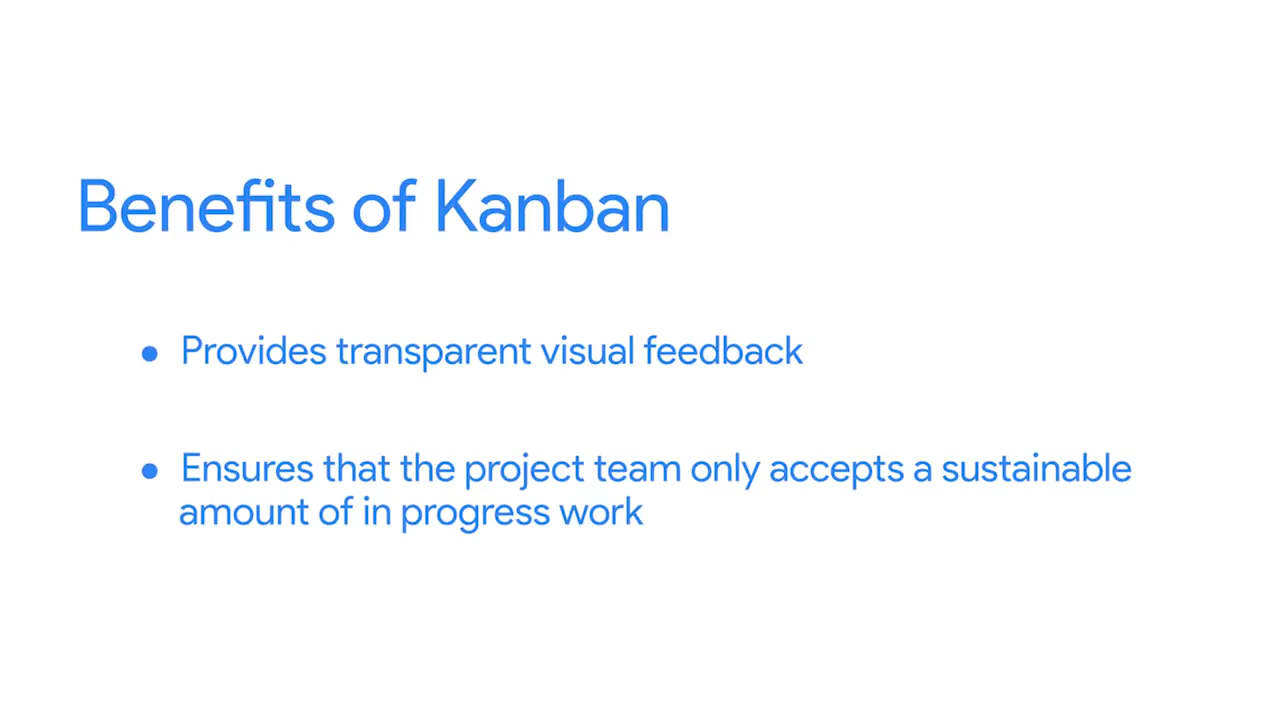 Benefits of Kanban
● Provides transparent visual feedback
● Ensures that the project team only accepts a sustainable
amount of in progress work